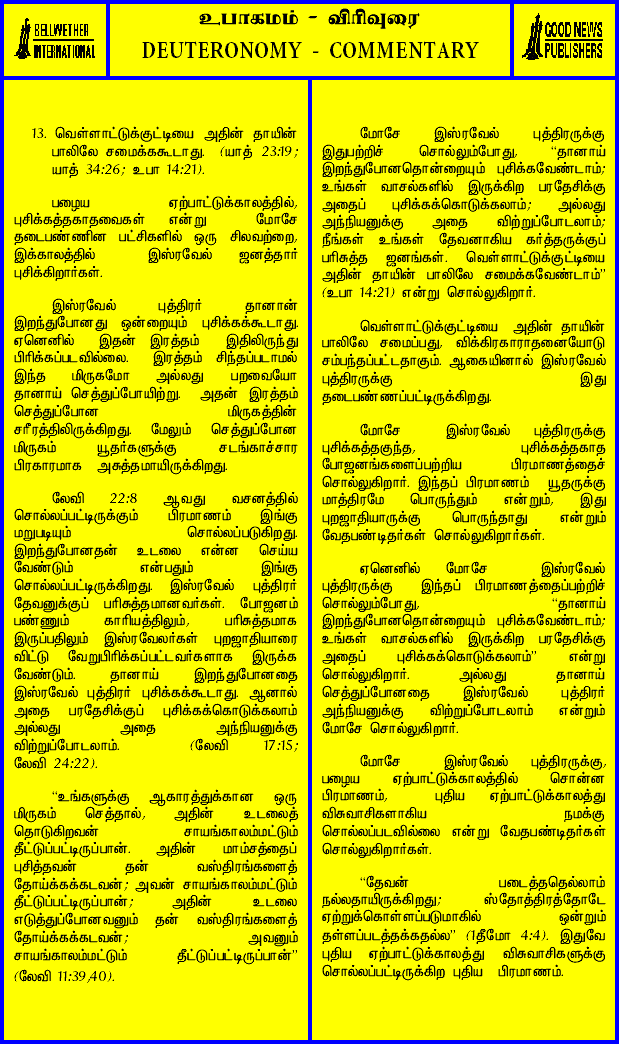 BELLWETHER
INTERNATIONAL
உபாகமம் - விரிவுரை
DEUTERONOMY - COMMENTARY
GOOD NEWS
PUBLISHERS
13. வெள்ளாட்டுக்குட்டியை அதின் தாயின்
பாலிலே சமைக்ககூடாது. (யாத் 23:19;
யாத் 34:26; உபா 14:21).
பழைய ஏற்பாட்டுக்காலத்தில்,
புசிக்கத்தகாதவைகள் என்று மோசே
தடைபண்ணின பட்சிகளில் ஒரு சிலவற்றை,
இக்காலத்தில் இஸ்ரவேல் ஜனத்தார்
புசிக்கிறார்கள்.
இஸ்ரவேல் புத்திரர் தானான்
இறந்துபோனது ஒன்றையும் புசிக்கக்கூடாது.
ஏனெனில் இதன் இரத்தம் இதிலிருந்து
பிரிக்கப்படவில்லை. இரத்தம் சிந்தப்படாமல்
இந்த மிருகமோ அல்லது பறவையோ
தானாய் செத்துப்போயிற்று. அதன் இரத்தம்
செத்துப்போன மிருகத்தின்
சரீரத்திலிருக்கிறது. மேலும் செத்துப்போன
மிருகம் யூதர்களுக்கு சடங்காச்சார
பிரகாரமாக அசுத்தமாயிருக்கிறது.
லேவி 22:8 ஆவது வசனத்தில்
சொல்லப்பட்டிருக்கும் பிரமாணம் இங்கு
மறுபடியும் சொல்லப்படுகிறது.
இறந்துபோனதன் உடலை என்ன செய்ய
வேண்டும் என்பதும் இங்கு
சொல்லப்பட்டிருக்கிறது. இஸ்ரவேல் புத்திரர்
தேவனுக்குப் பரிசுத்தமானவர்கள். போஜனம்
பண்ணும் காரியத்திலும், பரிசுத்தமாக
இருப்பதிலும் இஸ்ரவேலர்கள் புறஜாதியாரை
விட்டு வேறுபிரிக்கப்பட்டவர்களாக இருக்க
வேண்டும். தானாய் இறந்துபோனதை
இஸ்ரவேல் புத்திரர் புசிக்கக்கூடாது. ஆனால்
அதை பரதேசிக்குப் புசிக்கக்கொடுக்கலாம்
அல்லது அதை அந்நியனுக்கு
விற்றுப்போடலாம். (லேவி 17:15;
லேவி 24:22).
“உங்களுக்கு ஆகாரத்துக்கான ஒரு
மிருகம் செத்தால், அதின் உடலைத்
தொடுகிறவன் சாயங்காலம்மட்டும்
தீட்டுப்பட்டிருப்பான். அதின் மாம்சத்தைப்
புசித்தவன் தன் வஸ்திரங்களைத்
தோய்க்கக்கடவன்; அவன் சாயங்காலம்மட்டும்
தீட்டுப்பட்டிருப்பான்; அதின் உடலை
எடுத்துப்போனவனும் தன் வஸ்திரங்களைத்
தோய்க்கக்கடவன்; அவனும்
சாயங்காலம்மட்டும் தீட்டுப்பட்டிருப்பான்”
(லேவி 11:39,40).
மோசே இஸ்ரவேல் புத்திரருக்கு
இதுபற்றிச் சொல்லும்போது, “தானாய்
இறந்துபோனதொன்றையும் புசிக்கவேண்டாம்;
உங்கள் வாசல்களில் இருக்கிற பரதேசிக்கு
அதைப் புசிக்கக்கொடுக்கலாம்; அல்லது
அந்நியனுக்கு அதை விற்றுப்போடலாம்;
நீங்கள் உங்கள் தேவனாகிய கர்த்தருக்குப்
பரிசுத்த ஜனங்கள். வெள்ளாட்டுக்குட்டியை
அதின் தாயின் பாலிலே சமைக்கவேண்டாம்”
(உபா 14:21) என்று சொல்லுகிறார்.
வெள்ளாட்டுக்குட்டியை அதின் தாயின்
பாலிலே சமைப்பது, விக்கிரகாராதனையோடு
சம்பந்தப்பட்டதாகும். ஆகையினால் இஸ்ரவேல்
புத்திரருக்கு இது
தடைபண்ணப்பட்டிருக்கிறது.
மோசே இஸ்ரவேல் புத்திரருக்கு
புசிக்கத்தகுந்த, புசிக்கத்தகாத
போஜனங்களைப்பற்றிய பிரமாணத்தைச்
சொல்லுகிறார். இந்தப் பிரமாணம் யூதருக்கு
மாத்திரமே பொருந்தும் என்றும், இது
புறஜாதியாருக்கு பொருந்தாது என்றும்
வேதபண்டிதர்கள் சொல்லுகிறார்கள்.
ஏனெனில் மோசே இஸ்ரவேல்
புத்திரருக்கு இந்தப் பிரமாணத்தைப்பற்றிச்
சொல்லும்போது, “தானாய்
இறந்துபோனதொன்றையும் புசிக்கவேண்டாம்;
உங்கள் வாசல்களில் இருக்கிற பரதேசிக்கு
அதைப் புசிக்கக்கொடுக்கலாம்” என்று
சொல்லுகிறார். அல்லது தானாய்
செத்துப்போனதை இஸ்ரவேல் புத்திரர்
அந்நியனுக்கு விற்றுப்போடலாம் என்றும்
மோசே சொல்லுகிறார்.
மோசே இஸ்ரவேல் புத்திரருக்கு,
பழைய ஏற்பாட்டுக்காலத்தில் சொன்ன
பிரமாணம், புதிய ஏற்பாட்டுக்காலத்து
விசுவாசிகளாகிய நமக்கு
சொல்லப்படவில்லை என்று வேதபண்டிதர்கள்
சொல்லுகிறார்கள்.
“தேவன் படைத்ததெல்லாம்
நல்லதாயிருக்கிறது; ஸ்தோத்திரத்தோடே
ஏற்றுக்கொள்ளப்படுமாகில் ஒன்றும்
தள்ளப்படத்தக்கதல்ல” (1தீமோ 4:4). இதுவே
புதிய ஏற்பாட்டுக்காலத்து விசுவாசிகளுக்கு
சொல்லப்பட்டிருக்கிற புதிய பிரமாணம்.